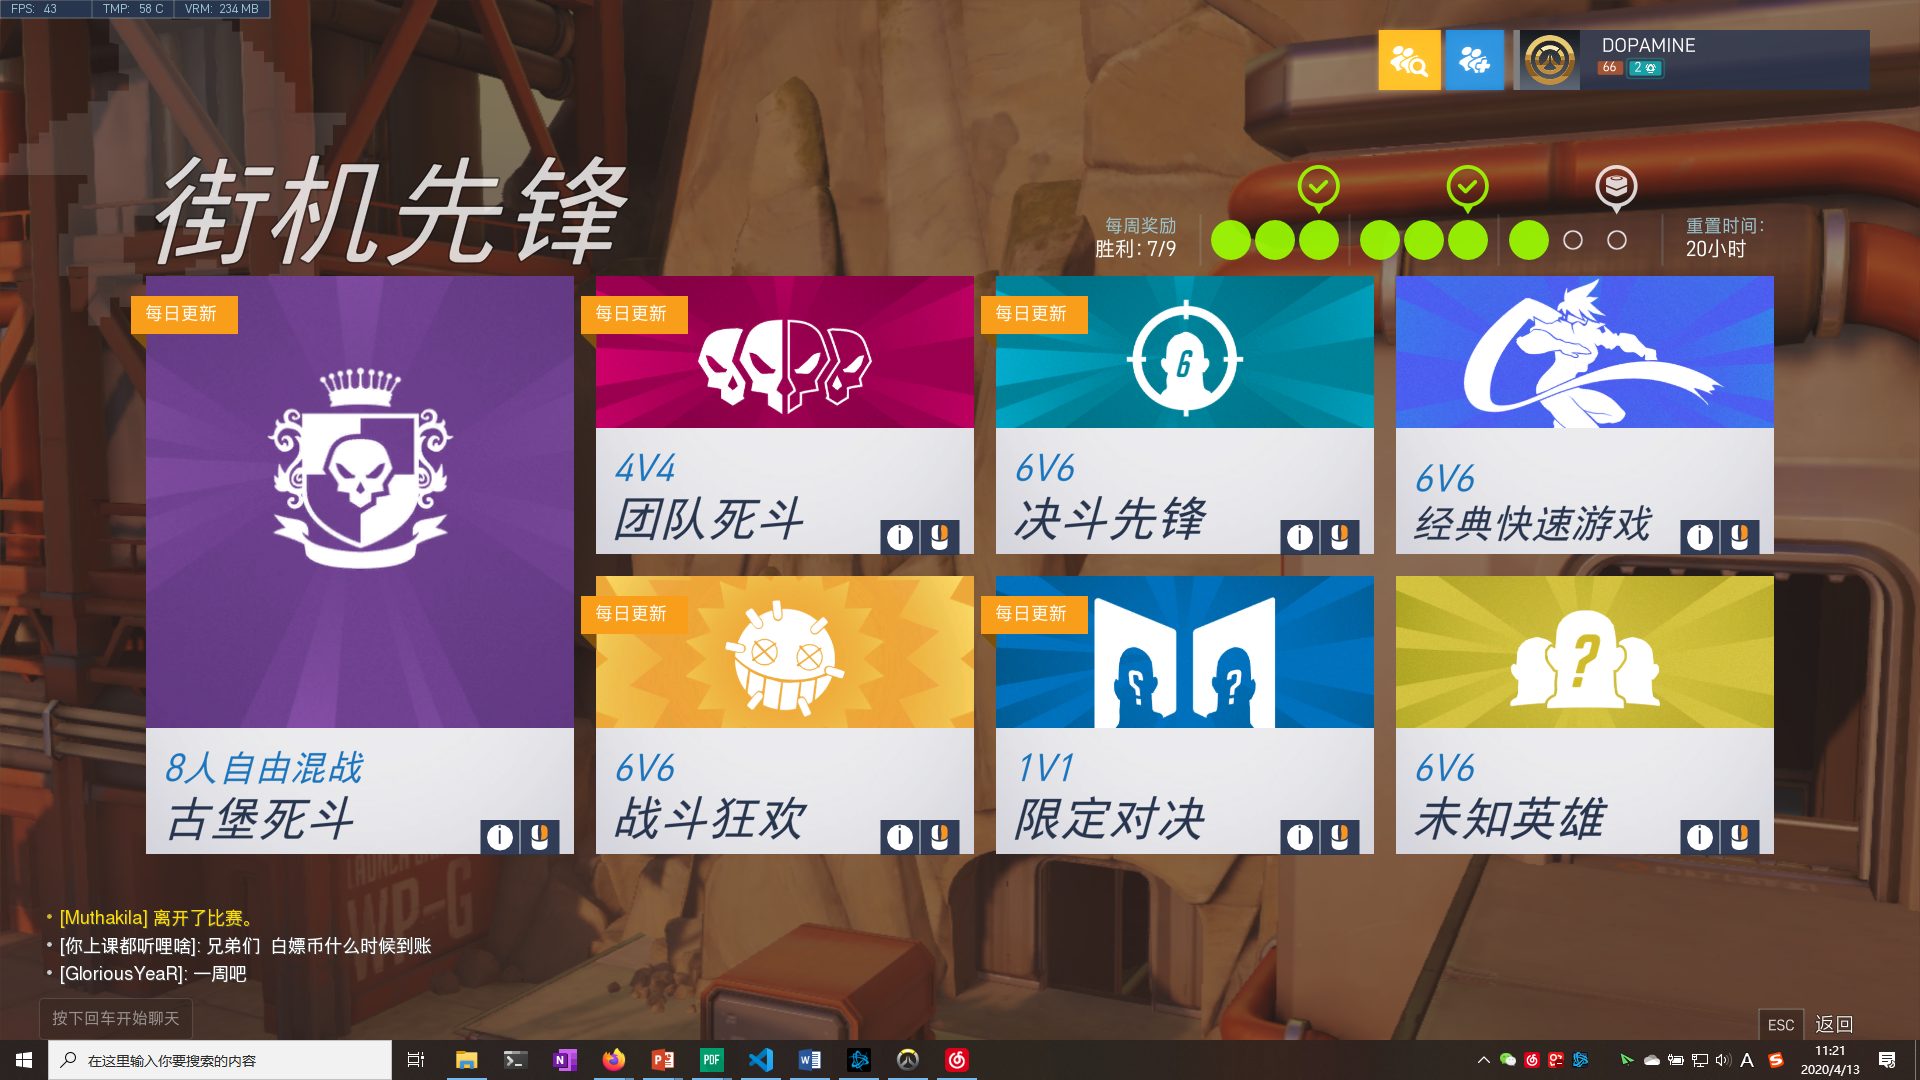 FPS: 43 TMP: 58 C VRM: 234 MB
DOPAMINE
66 2
街机先锋
每周奖励
胜利: 7/9
重置时间:
20小时
每日更新
8人自由混战
古堡死斗
每日更新
4V4
团队死斗
每日更新
6V6
决斗先锋
6V6
经典快速游戏
每日更新
6V6
战斗狂欢
每日更新
1V1
限定对决
6V6
未知英雄
LAUNCH
WP-G
[Muthakila] 离开了比赛。
[你上课都听哩啥]: 兄弟们 白嫖币什么时候到账
[GloriousYeaR]: 一周吧
按下回车开始聊天
ESC 返回
在这里输入你要搜索的内容
11:21
2020/4/13